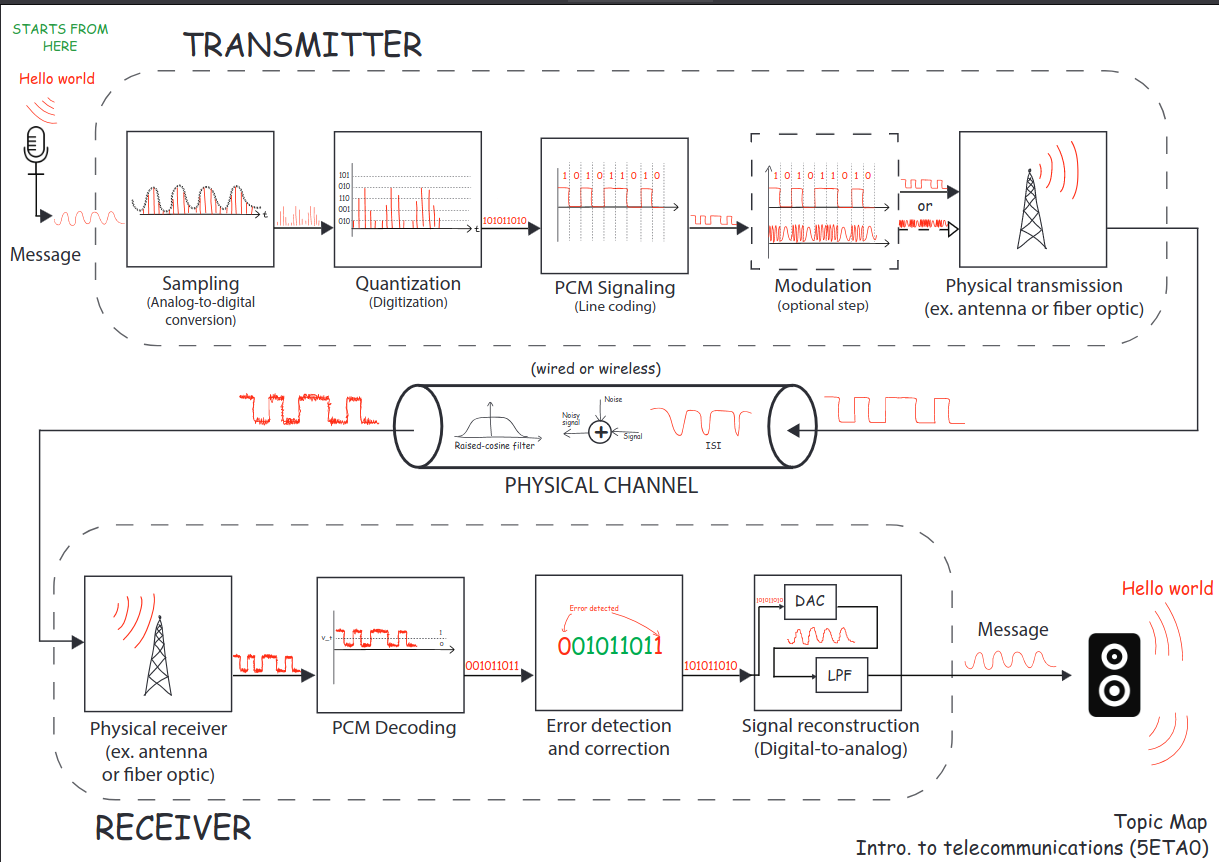 STARTS FROM
HERE
TRANSMITTER
Hello world
Message
t
Sampling
(Analog-to-digital
conversion)
101
010
110
001
010
t
Quantization
(Digitization)
101011010
1 0 1 0 1 1 0 1 0
PCM Signaling
(Line coding)
1 0 1 0 1 1 0 1 0
Modulation
(optional step)
or
Physical transmission
(ex. antenna or fiber optic)
(wired or wireless)
Raised-cosine filter
Noise
Noisy
signal
+
Signal
ISI
PHYSICAL CHANNEL
Physical receiver
(ex. antenna
or fiber optic)
V_t
1
0
PCM Decoding
001011011
Error detected
001011011
Error detection
and correction
101011010
101011010
DAC
LPF
Signal reconstruction
(Digital-to-analog)
Message
Hello world
RECEIVER
Topic Map
Intro. to telecommunications (5ETA0)